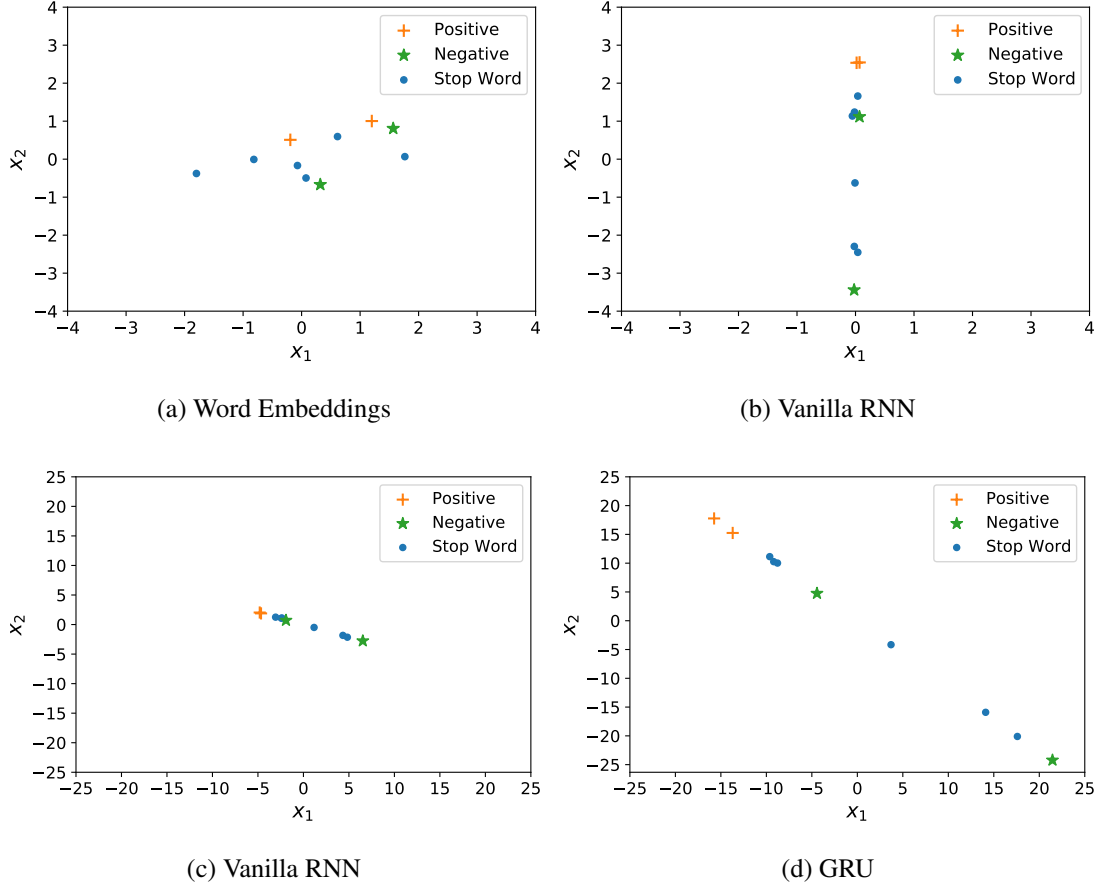 4
3
2
1
0
−1
−2
−3
−4
x2
−4 −3 −2 −1 0 1 2 3 4
x1
Positive
Negative
Stop Word
(a) Word Embeddings
4
3
2
1
0
−1
−2
−3
−4
x2
−4 −3 −2 −1 0 1 2 3 4
x1
Positive
Negative
Stop Word
(b) Vanilla RNN
25
20
15
10
5
0
−5
−10
−15
−20
−25
x2
−25 −20 −15 −10 −5 0 5 10 15 20 25
x1
Positive
Negative
Stop Word
(c) Vanilla RNN
25
20
15
10
5
0
−5
−10
−15
−20
−25
x2
−25 −20 −15 −10 −5 0 5 10 15 20 25
x1
Positive
Negative
Stop Word
(d) GRU